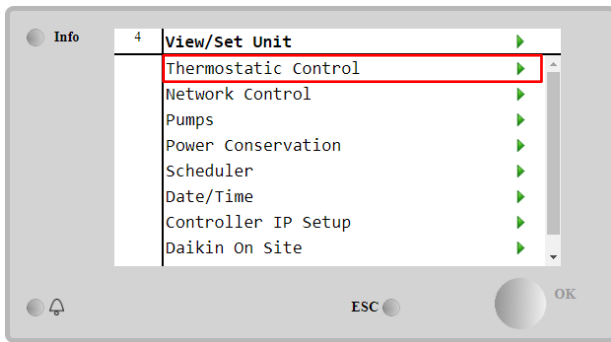 Info
4 View/Set Unit
Thermostatic Control
Network Control
Pumps
Power Conservation
Scheduler
Date/Time
Controller IP Setup
Daikin On Site
ESC
OK